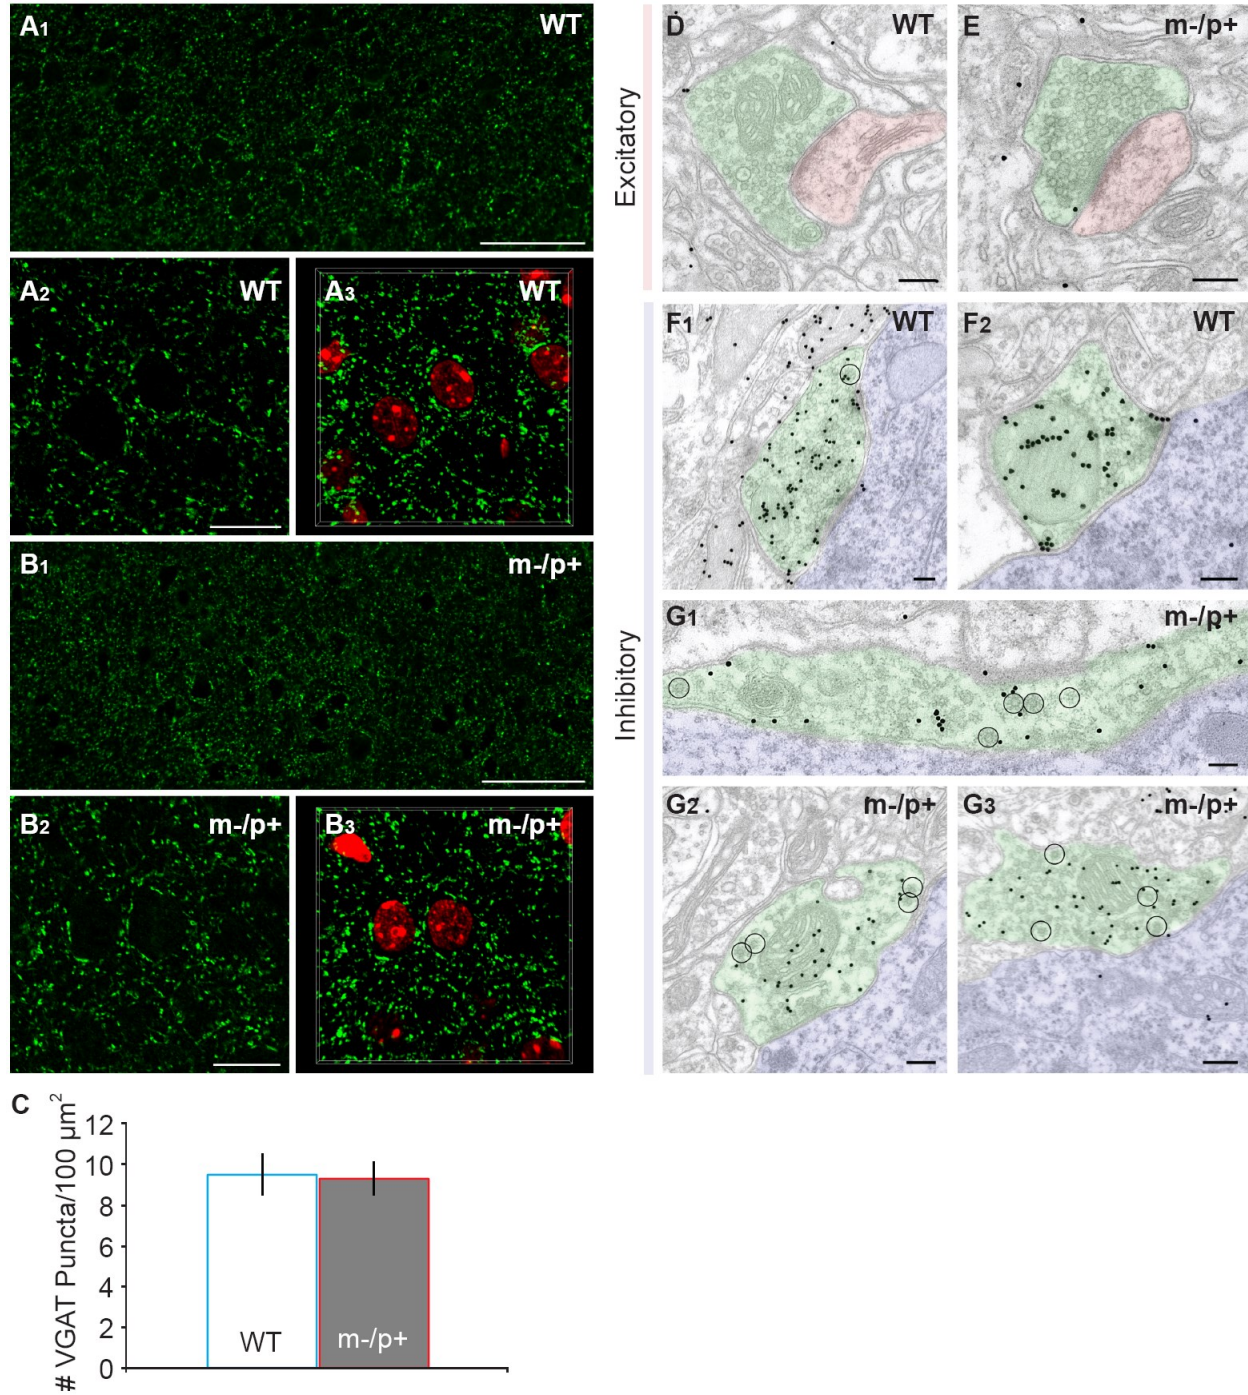 A1 WT
A2 WT
A3 WT
B1 m-/p+
B2 m-/p+
B3 m-/p+
C
# VGAT Puncta/100 µm²
12
10
8
6
4
2
0
WT
m-/p+
Excitatory
D WT
E m-/p+
Inhibitory
F1 WT
F2 WT
G1 m-/p+
G2 m-/p+
G3 m-/p+